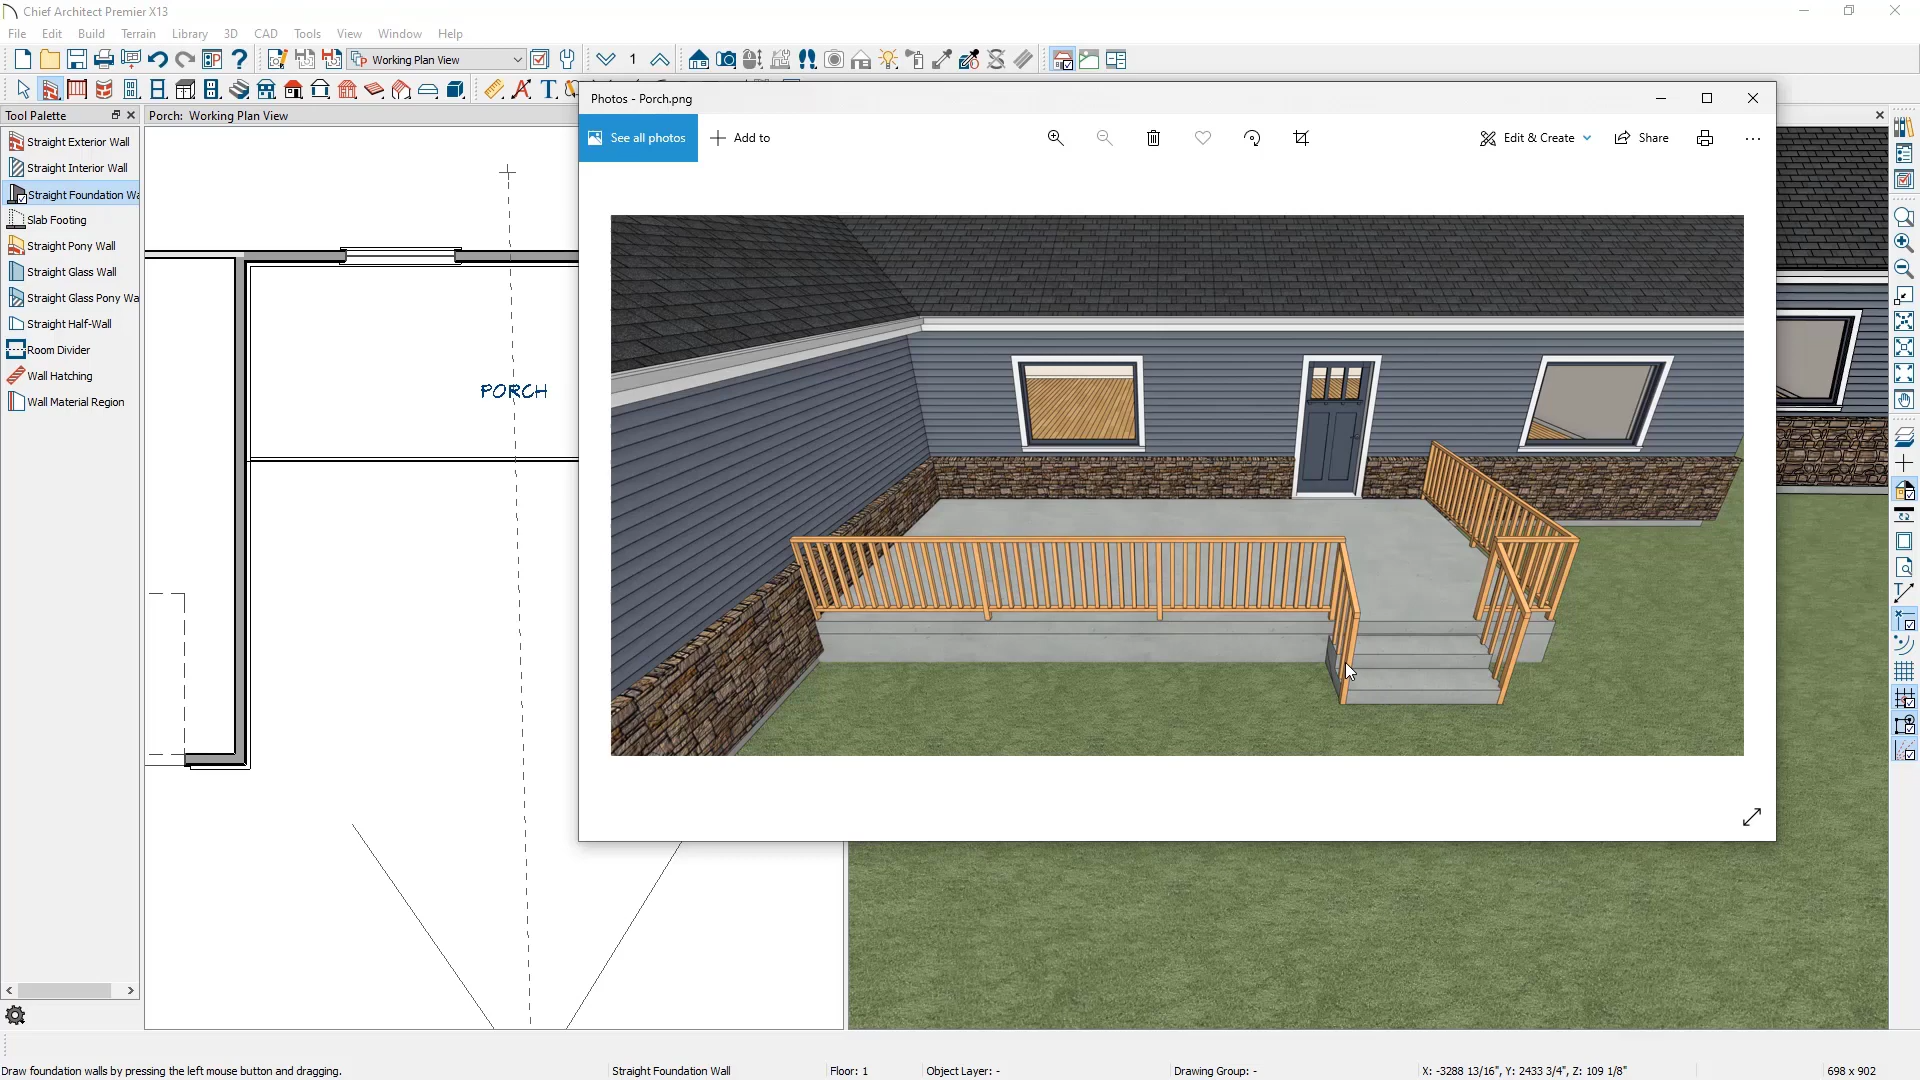 Chief Architect Premier X13
File Edit Build Terrain Library 3D CAD Tools View Window Help
Working Plan View
1
Tool Palette
Porch: Working Plan View
Straight Exterior Wall
Straight Interior Wall
Straight Foundation Wa
Slab Footing
Straight Pony Wall
Straight Glass Wall
Straight Glass Pony Wa
Straight Half-Wall
Room Divider
Wall Hatching
Wall Material Region
PORCH
Photos - Porch.png
See all photos
Add to
Edit & Create
Share
Draw foundation walls by pressing the left mouse button and dragging.
Straight Foundation Wall
Floor: 1
Object Layer: -
Drawing Group: -
X: -3288 13/16", Y: 2433 3/4", Z: 109 1/8"
698 x 902